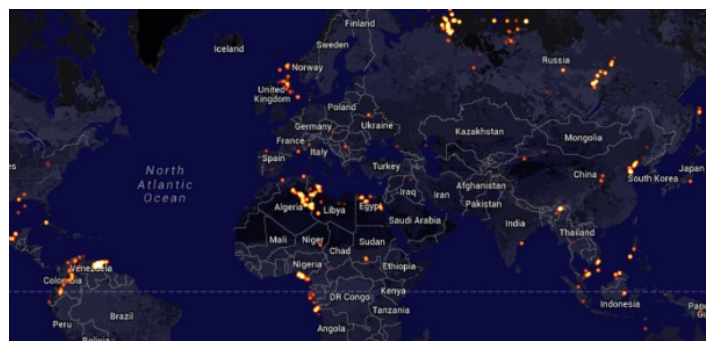 Finland
Iceland
Sweden
Norway
Russia
United
Kingdom
Poland
Germany
Ukraine
Kazakhstan
Mongolia
France
Italy
Spain
Turkey
North
Atlantic
Ocean
China
Japan
South Korea
Iraq
Iran
Afghanistan
Pakistan
Algeria
Libya
Egypt
Saudi Arabia
India
Thailand
Mali
Niger
Chad
Sudan
Nigeria
Ethiopia
Venezuela
Colombia
DR Congo
Kenya
Tanzania
Indonesia
Peru
Brazil
Angola